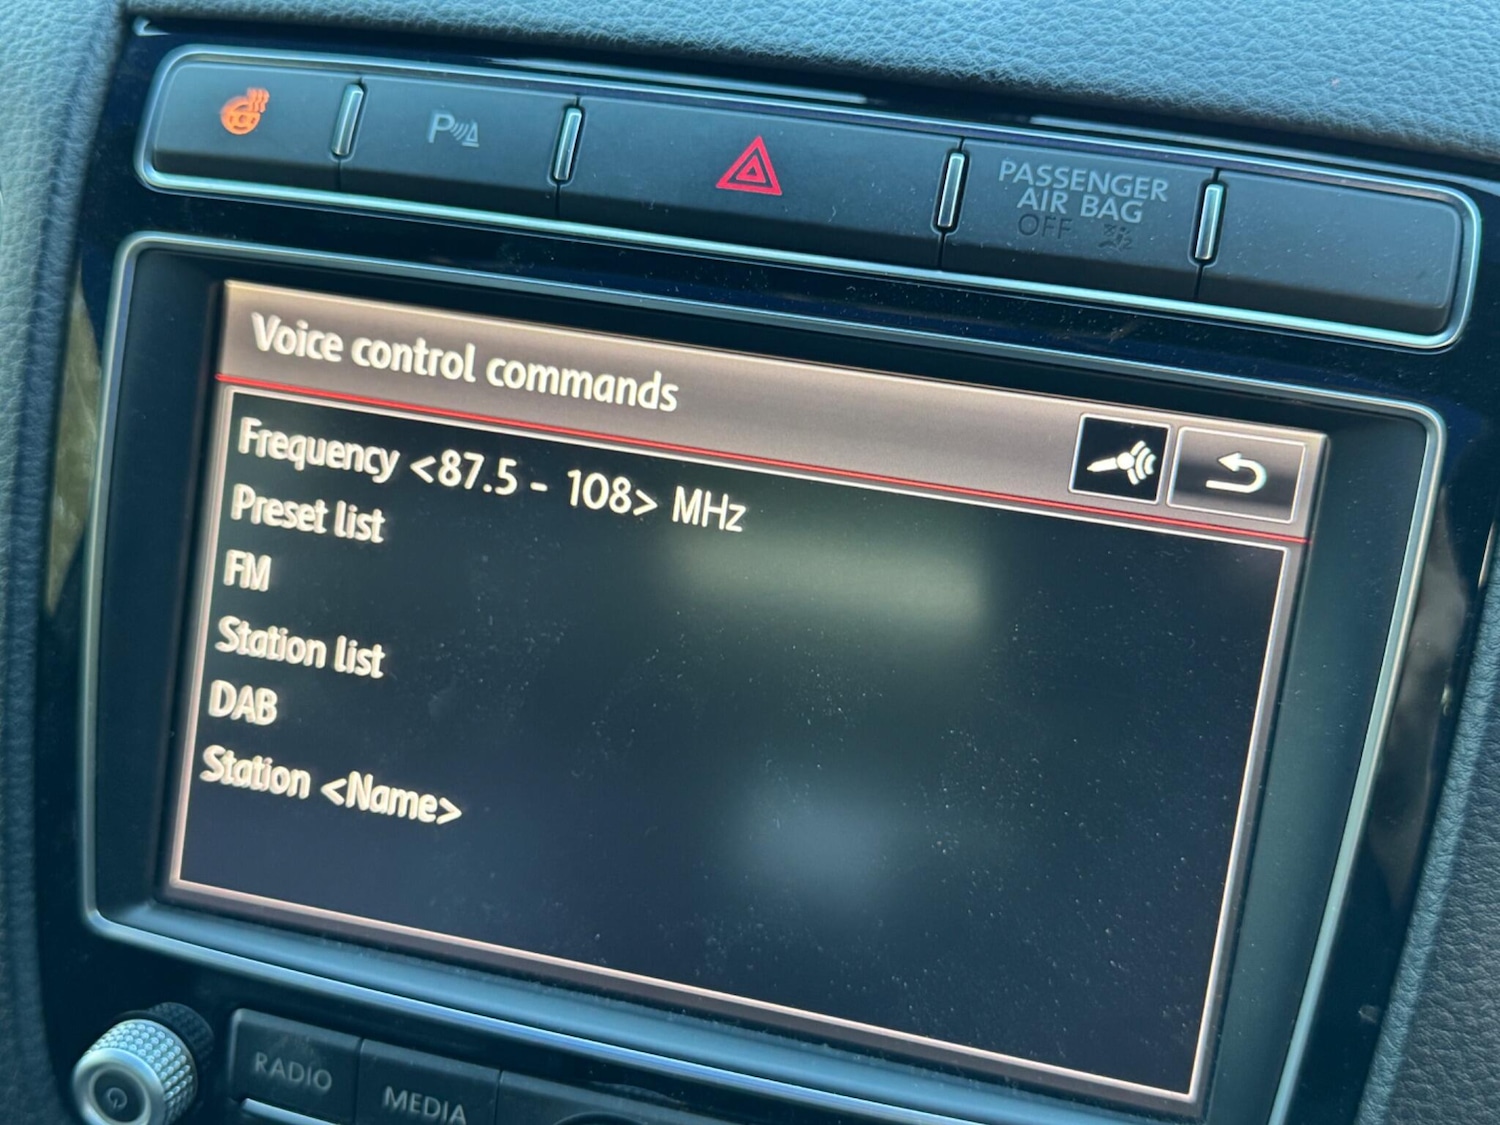 P
PASSENGER
AIR BAG
OFF
Voice control commands
Frequency <87.5 - 108> MHz
Preset list
FM
Station list
DAB
Station <Name>
RADIO
MEDIA